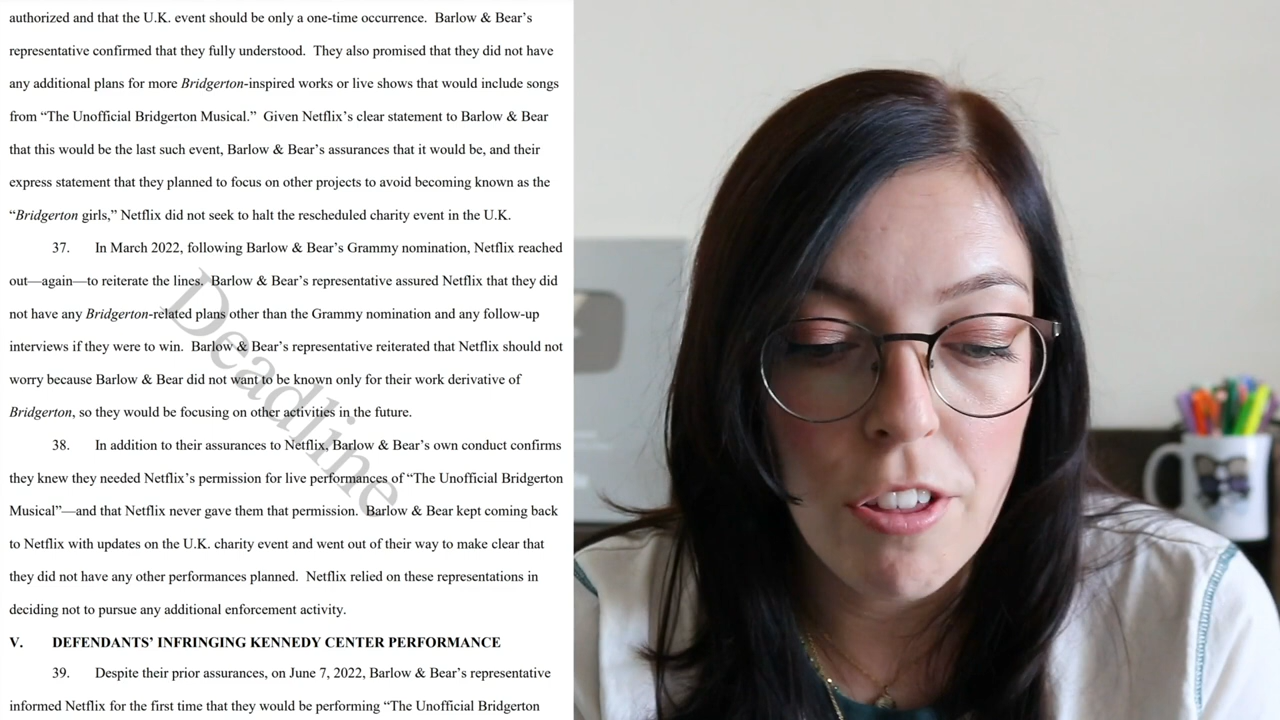 authorized and that the U.K. event should be only a one-time occurrence. Barlow & Bear’s
representative confirmed that they fully understood. They also promised that they did not have
any additional plans for more Bridgerton-inspired works or live shows that would include songs
from “The Unofficial Bridgerton Musical.” Given Netflix’s clear statement to Barlow & Bear
that this would be the last such event, Barlow & Bear’s assurances that it would be, and their
express statement that they planned to focus on other projects to avoid becoming known as the
“Bridgerton girls,” Netflix did not seek to halt the rescheduled charity event in the U.K.
37. In March 2022, following Barlow & Bear’s Grammy nomination, Netflix reached
out—again—to reiterate the lines. Barlow & Bear’s representative assured Netflix that they did
not have any Bridgerton-related plans other than the Grammy nomination and any follow-up
interviews if they were to win. Barlow & Bear’s representative reiterated that Netflix should not
worry because Barlow & Bear did not want to be known only for their work derivative of
Bridgerton, so they would be focusing on other activities in the future.
38. In addition to their assurances to Netflix, Barlow & Bear’s own conduct confirms
they knew they needed Netflix’s permission for live performances of “The Unofficial Bridgerton
Musical”—and that Netflix never gave them that permission. Barlow & Bear kept coming back
to Netflix with updates on the U.K. charity event and went out of their way to make clear that
they did not have any other performances planned. Netflix relied on these representations in
deciding not to pursue any additional enforcement activity.
V. DEFENDANTS’ INFRINGING KENNEDY CENTER PERFORMANCE
39. Despite their prior assurances, on June 7, 2022, Barlow & Bear’s representative
informed Netflix for the first time that they would be performing “The Unofficial Bridgerton
Deadline